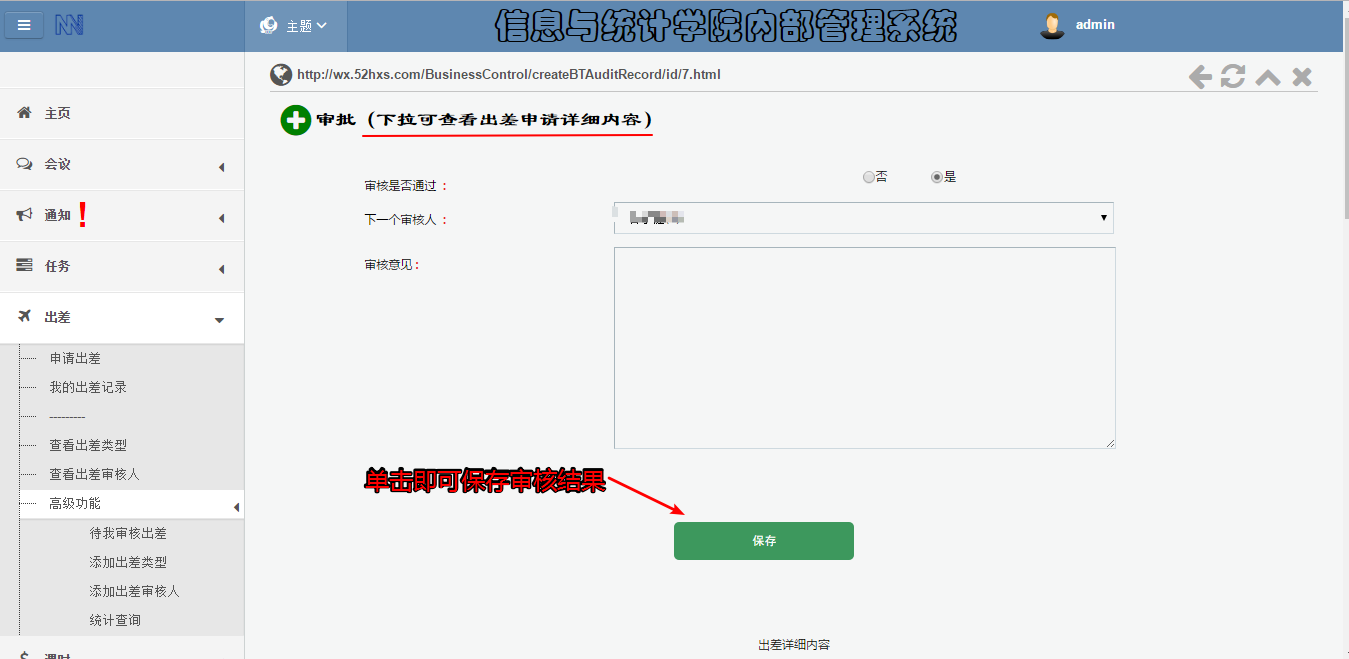 NN
主题
信息与统计学院内部管理系统
admin
http://wx.52hxs.com/BusinessControl/createBTAuditRecord/id/7.html
主页
会议
通知！
任务
出差
申请出差
我的出差记录
---------
查看出差类型
查看出差审核人
高级功能
待我审核出差
添加出差类型
添加出差审核人
统计查询
审批（下拉可查看出差申请详细内容）
审核是否通过：
否
是
下一个审核人：
审核意见：
单击即可保存审核结果
保存
出差详细内容